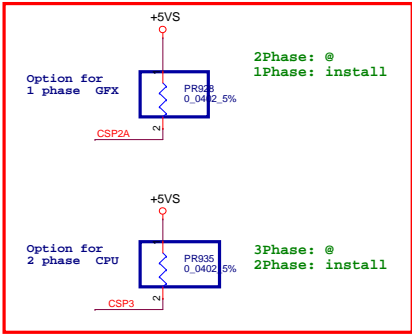 +5VS
2Phase: @
1Phase: install
Option for
1 phase GFX
PR928
0_0402_5%
2
CSP2A
+5VS
Option for
2 phase CPU
PR935
0_0402_5%
3Phase: @
2Phase: install
2
CSP3